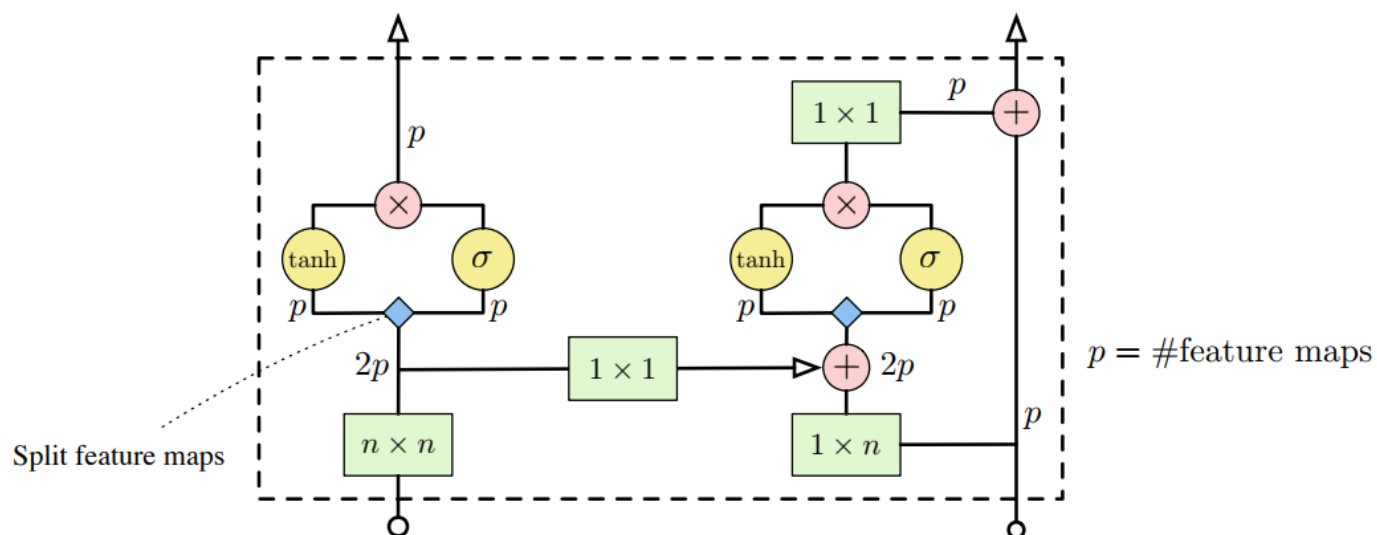 p
1 × 1
p
+
×
×
tanh
σ
tanh
σ
p
p
p
p
2p
1 × 1
+
2p
p = #feature maps
n × n
1 × n
p
Split feature maps